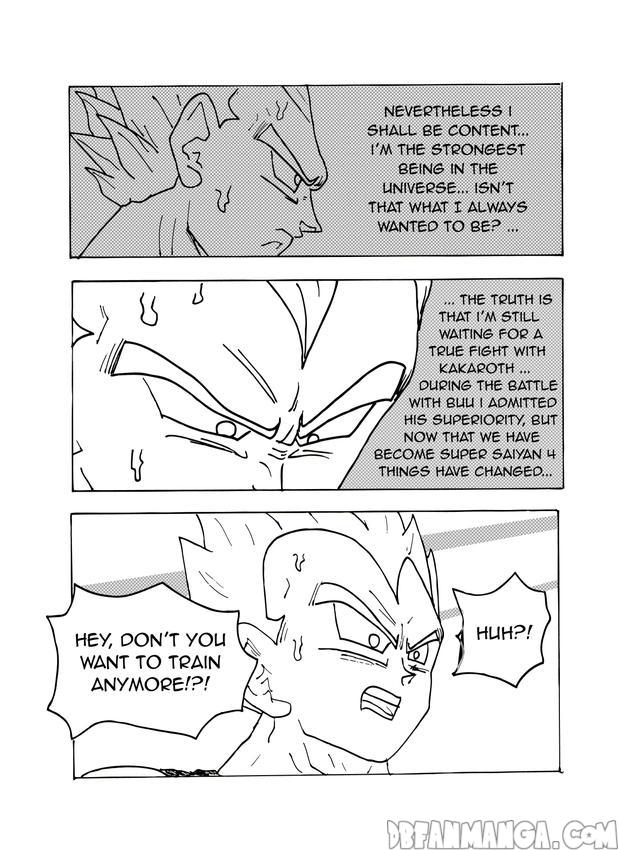 NEVERTHELESS I
SHALL BE CONTENT...
I'M THE STRONGEST
BEING IN THE
UNIVERSE... ISN'T
THAT WHAT I ALWAYS
WANTED TO BE? ...
... THE TRUTH IS
THAT I'M STILL
WAITING FOR A
TRUE FIGHT WITH
KAKAROTH ...
DURING THE BATTLE
WITH BUU I ADMITTED
HIS SUPERIORITY, BUT
NOW THAT WE HAVE
BECOME SUPER SAIYAN 4
THINGS HAVE CHANGED...
HEY, DON'T YOU
WANT TO TRAIN
ANYMORE!?!
HUH?!
DBFANMANGA.COM